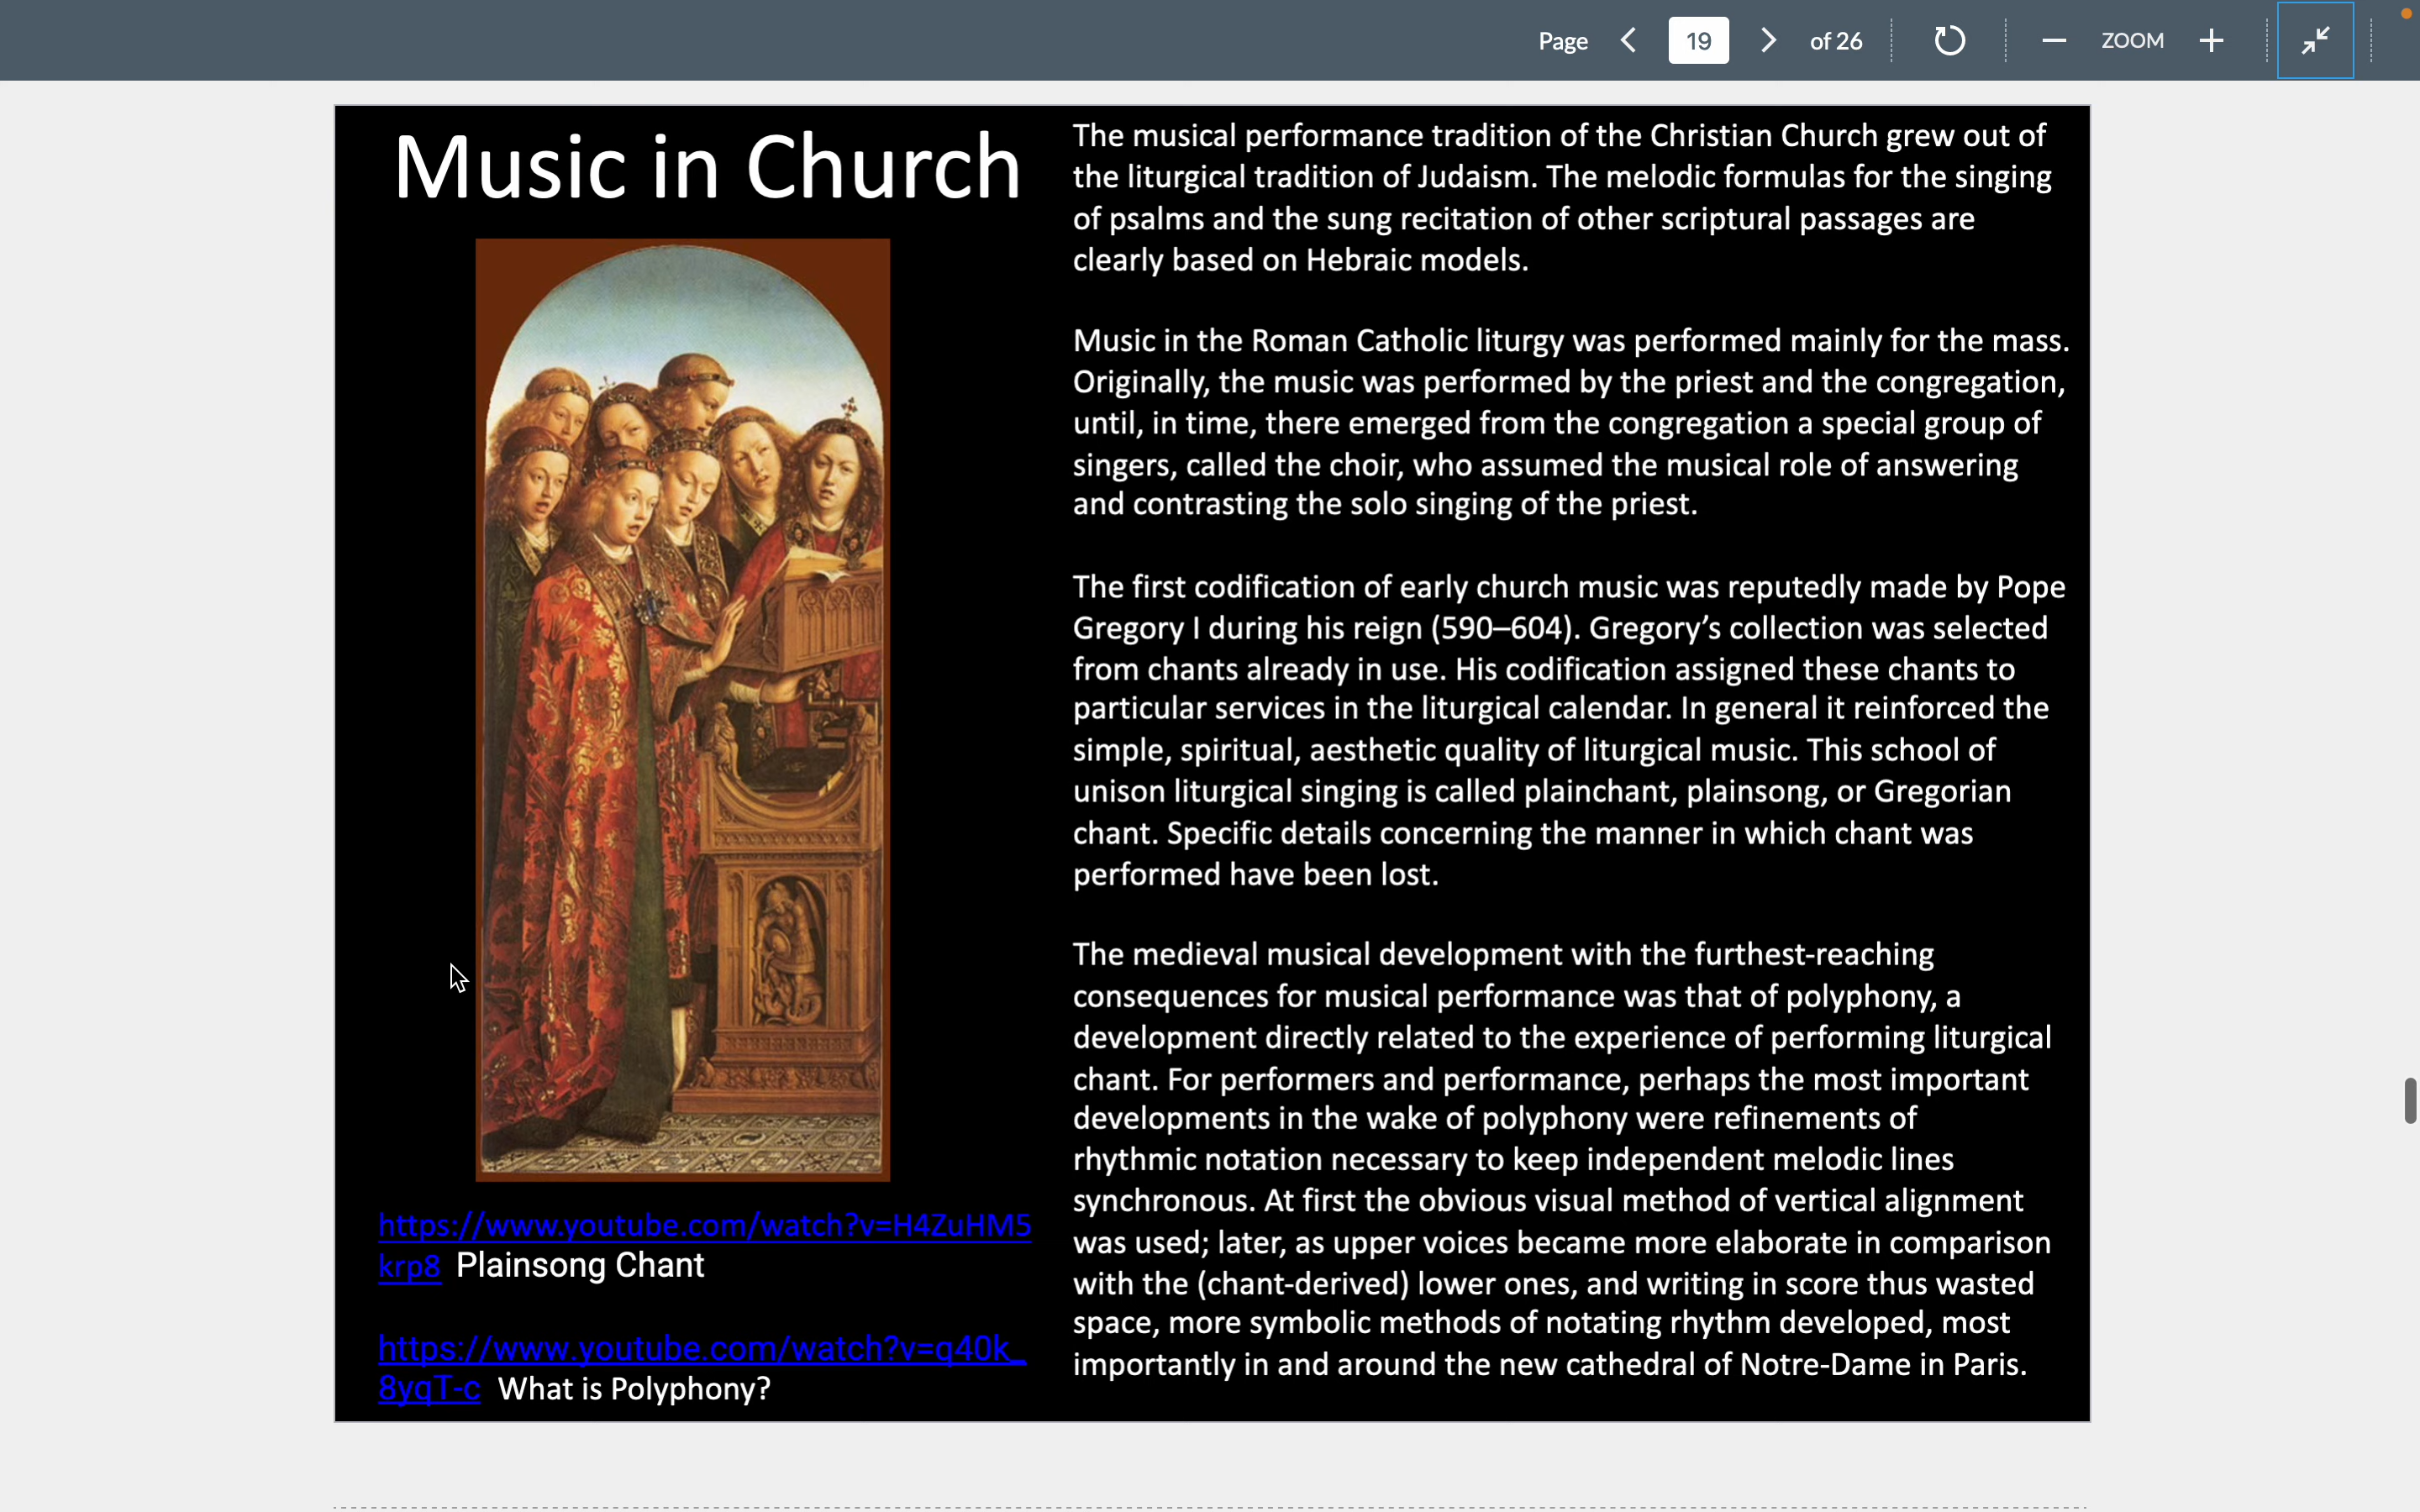 Page 19 of 26 ZOOM
Music in Church
https://www.youtube.com/watch?v=H4ZuHM5
krp8 Plainsong Chant
https://www.youtube.com/watch?v=q40k_
8yqT-c What is Polyphony?
The musical performance tradition of the Christian Church grew out of
the liturgical tradition of Judaism. The melodic formulas for the singing
of psalms and the sung recitation of other scriptural passages are
clearly based on Hebraic models.
Music in the Roman Catholic liturgy was performed mainly for the mass.
Originally, the music was performed by the priest and the congregation,
until, in time, there emerged from the congregation a special group of
singers, called the choir, who assumed the musical role of answering
and contrasting the solo singing of the priest.
The first codification of early church music was reputedly made by Pope
Gregory I during his reign (590–604). Gregory’s collection was selected
from chants already in use. His codification assigned these chants to
particular services in the liturgical calendar. In general it reinforced the
simple, spiritual, aesthetic quality of liturgical music. This school of
unison liturgical singing is called plainchant, plainsong, or Gregorian
chant. Specific details concerning the manner in which chant was
performed have been lost.
The medieval musical development with the furthest-reaching
consequences for musical performance was that of polyphony, a
development directly related to the experience of performing liturgical
chant. For performers and performance, perhaps the most important
developments in the wake of polyphony were refinements of
rhythmic notation necessary to keep independent melodic lines
synchronous. At first the obvious visual method of vertical alignment
was used; later, as upper voices became more elaborate in comparison
with the (chant-derived) lower ones, and writing in score thus wasted
space, more symbolic methods of notating rhythm developed, most
importantly in and around the new cathedral of Notre-Dame in Paris.